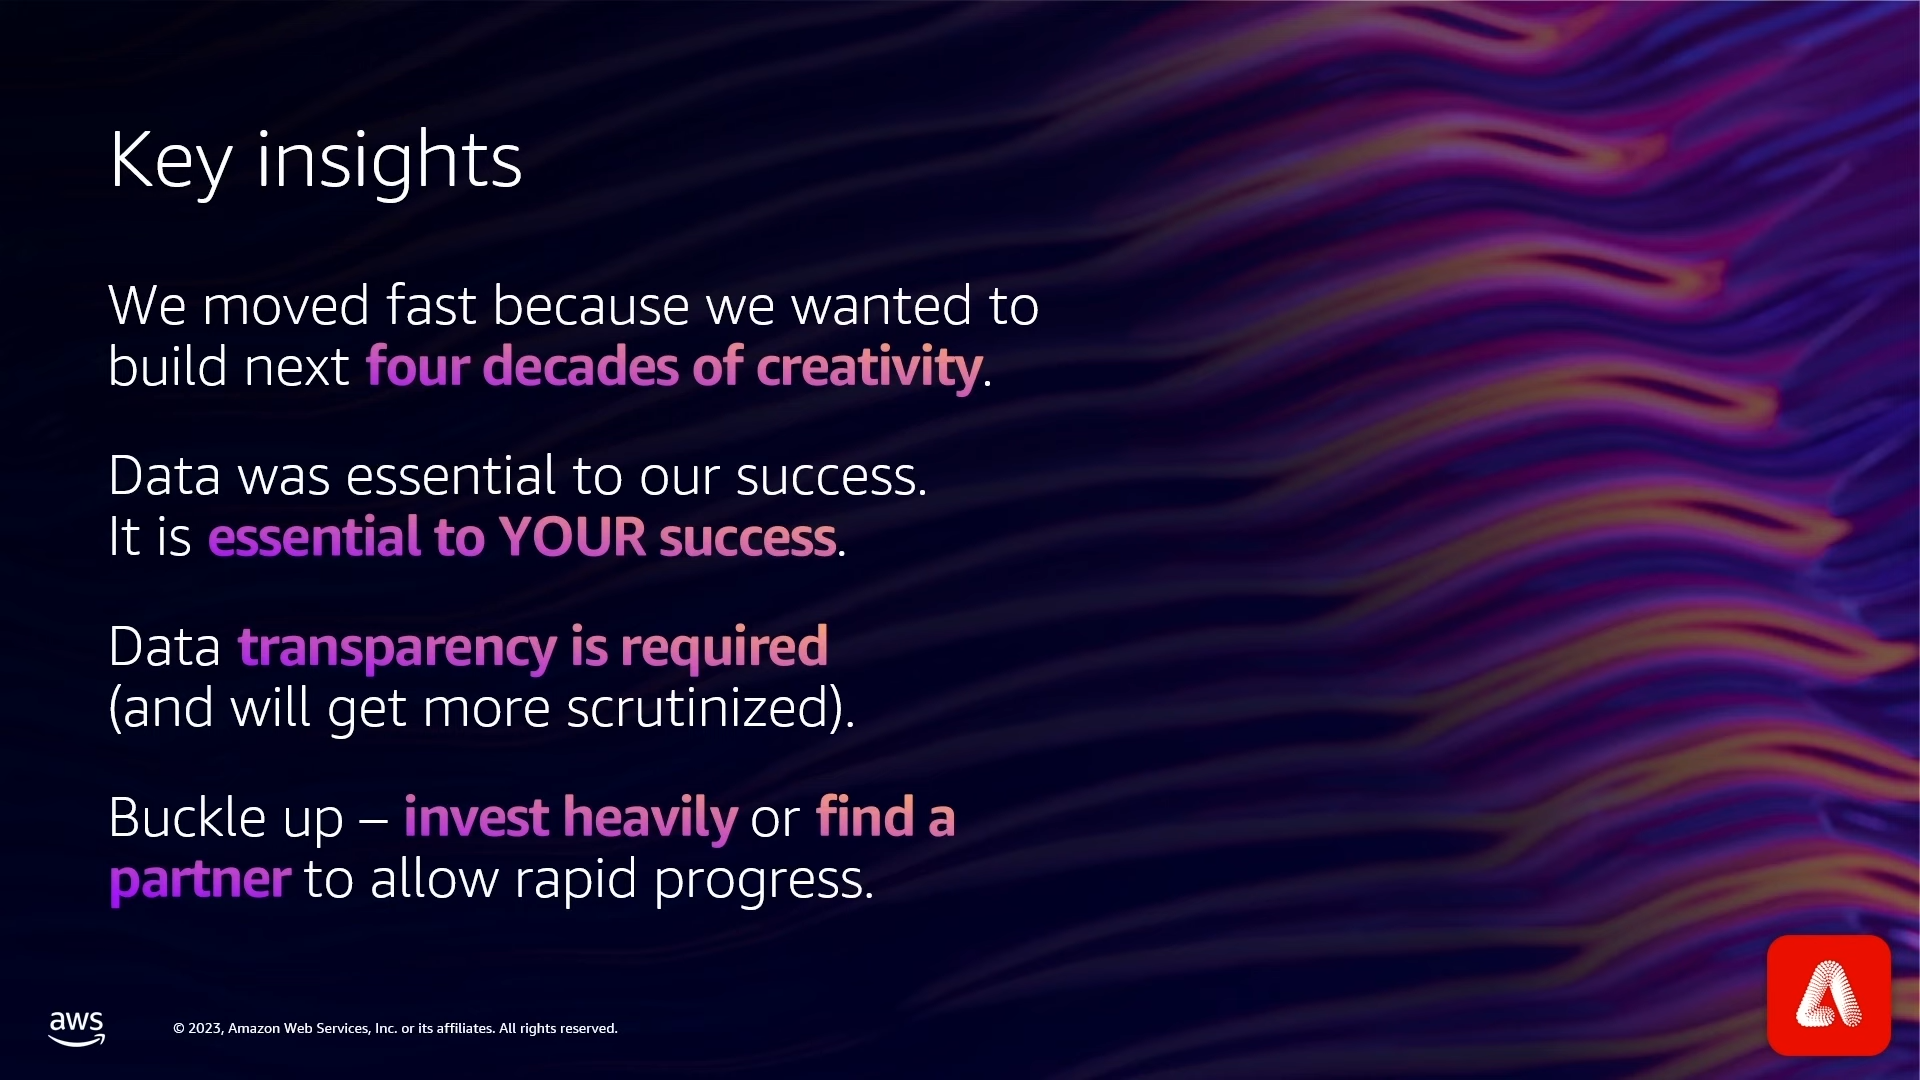 Key insights
We moved fast because we wanted to
build next four decades of creativity.
Data was essential to our success.
It is essential to YOUR success.
Data transparency is required
(and will get more scrutinized).
Buckle up – invest heavily or find a
partner to allow rapid progress.
aws
© 2023, Amazon Web Services, Inc. or its affiliates. All rights reserved.